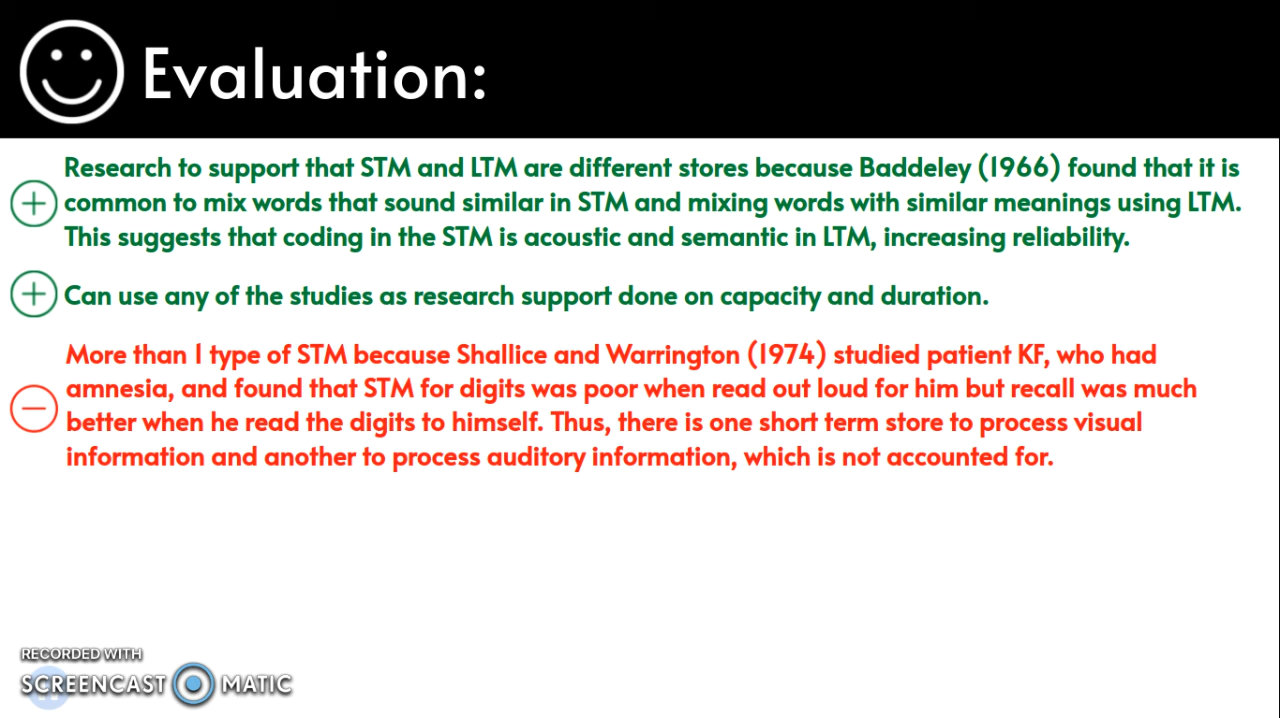 Evaluation:
Research to support that STM and LTM are different stores because Baddeley (1966) found that it is
common to mix words that sound similar in STM and mixing words with similar meanings using LTM.
This suggests that coding in the STM is acoustic and semantic in LTM, increasing reliability.
Can use any of the studies as research support done on capacity and duration.
More than 1 type of STM because Shallice and Warrington (1974) studied patient KF, who had
amnesia, and found that STM for digits was poor when read out loud for him but recall was much
better when he read the digits to himself. Thus, there is one short term store to process visual
information and another to process auditory information, which is not accounted for.
RECORDED WITH
SCREENCAST MATIC